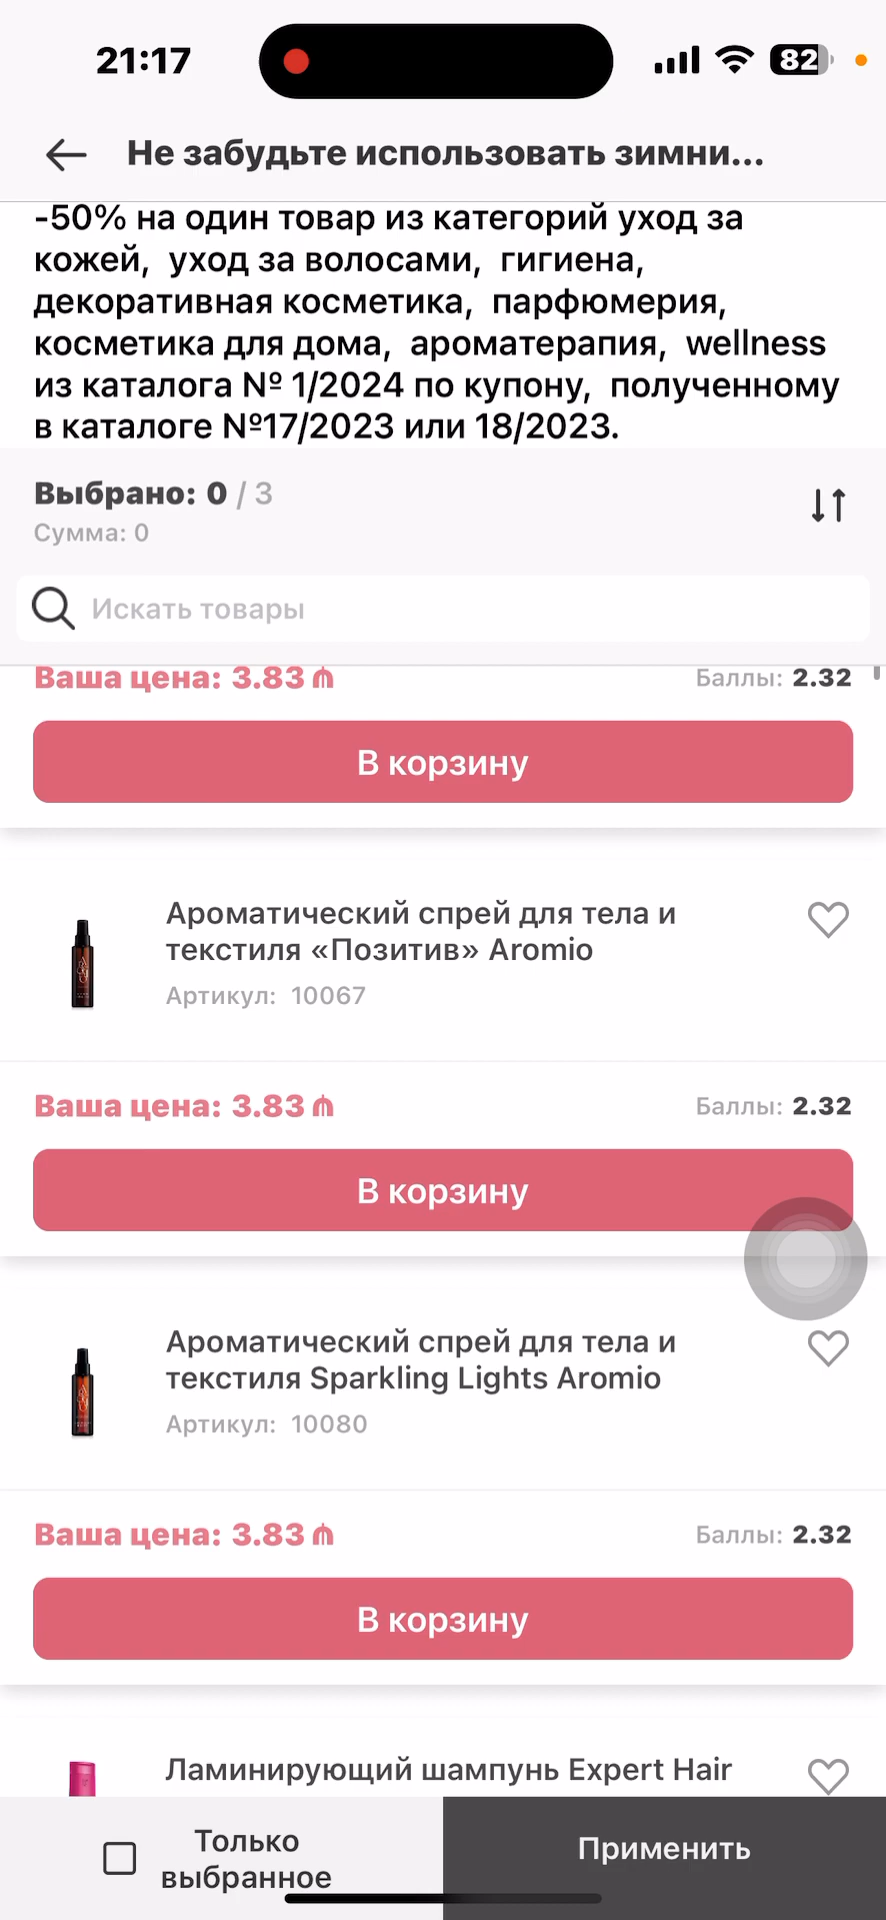 21:17
82
Не забудьте использовать зимни...
-50% на один товар из категорий уход за
кожей, уход за волосами, гигиена,
декоративная косметика, парфюмерия,
косметика для дома, ароматерапия, wellness
из каталога № 1/2024 по купону, полученному
в каталоге №17/2023 или 18/2023.
Выбрано: 0 / 3
Сумма: 0
Искать товары
Ваша цена: 3.83 ₼ Баллы: 2.32
В корзину
Ароматический спрей для тела и
текстиля «Позитив» Aromio
Артикул: 10067
Ваша цена: 3.83 ₼ Баллы: 2.32
В корзину
Ароматический спрей для тела и
текстиля Sparkling Lights Aromio
Артикул: 10080
Ваша цена: 3.83 ₼ Баллы: 2.32
В корзину
Ламинирующий шампунь Expert Hair
Только
выбранное
Применить